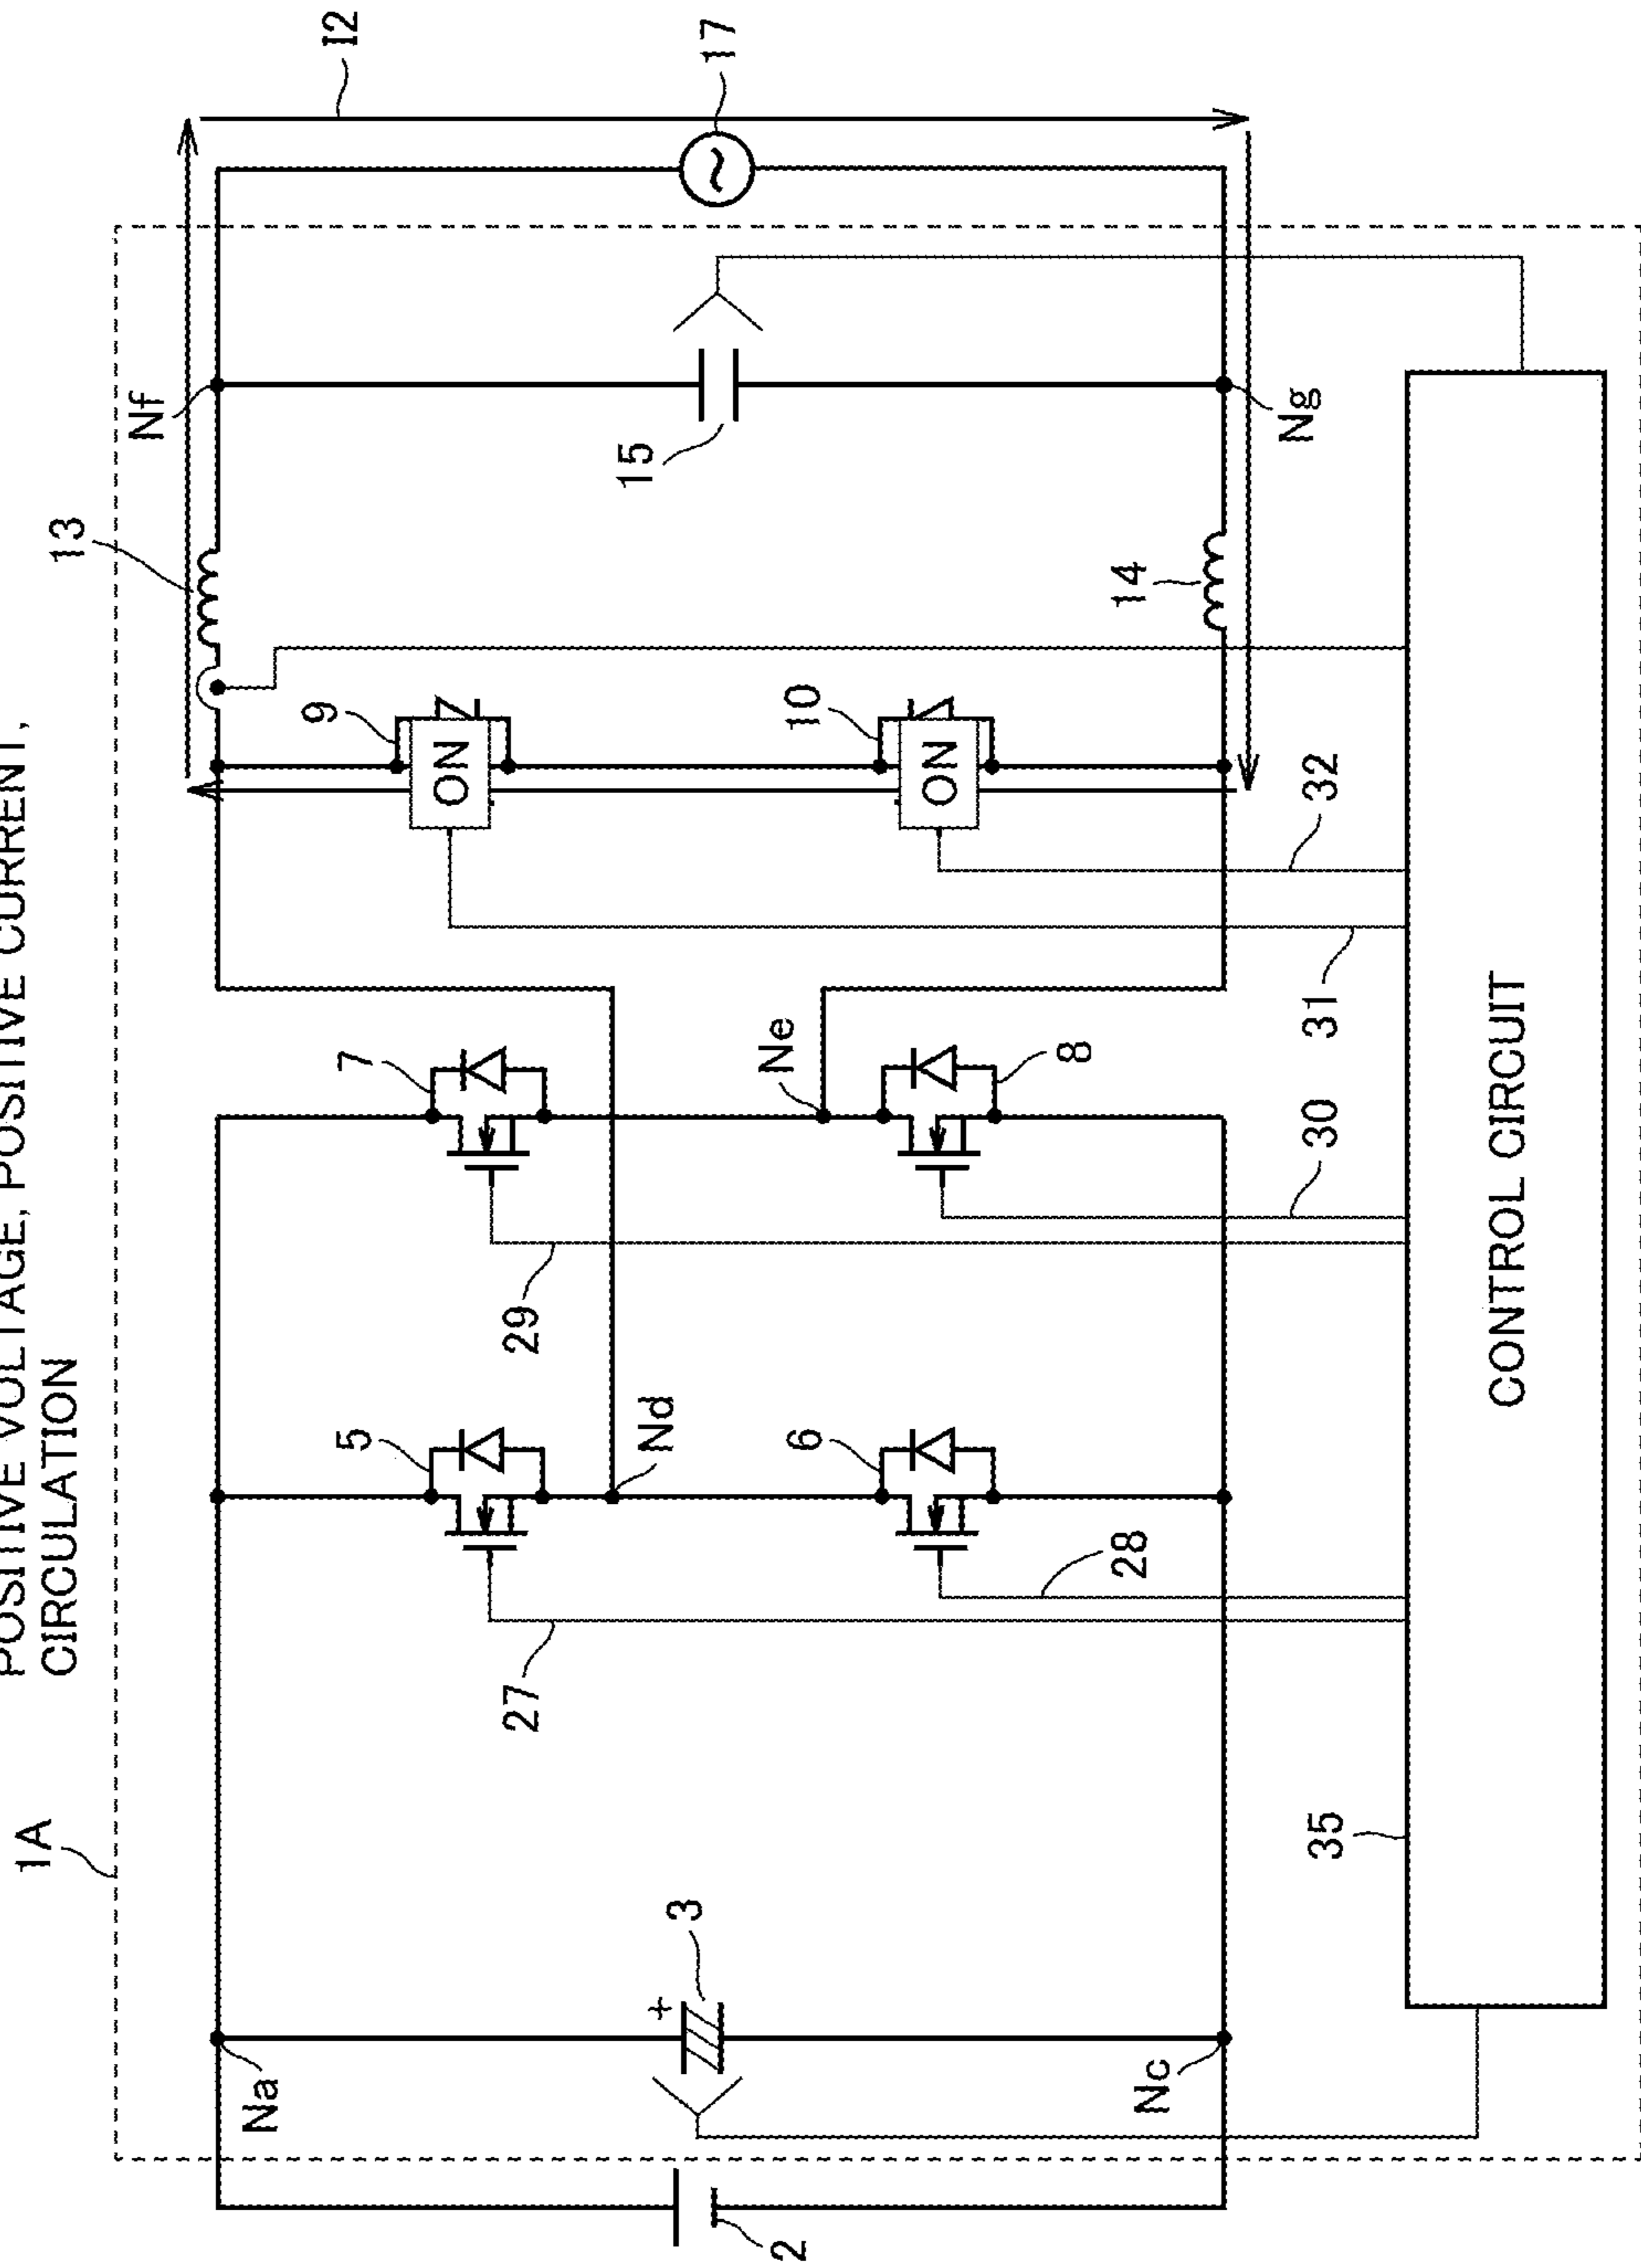 POSITIVE VOLTAGE, POSITIVE CURRENT,
CIRCULATION
1A
13
Nf
I2
Na
5
7
9
ON
27
29
Nd
15
+
3
17
2
6
Ne
10
ON
Nc
28
8
14
35
30
31
32
Ng
CONTROL CIRCUIT